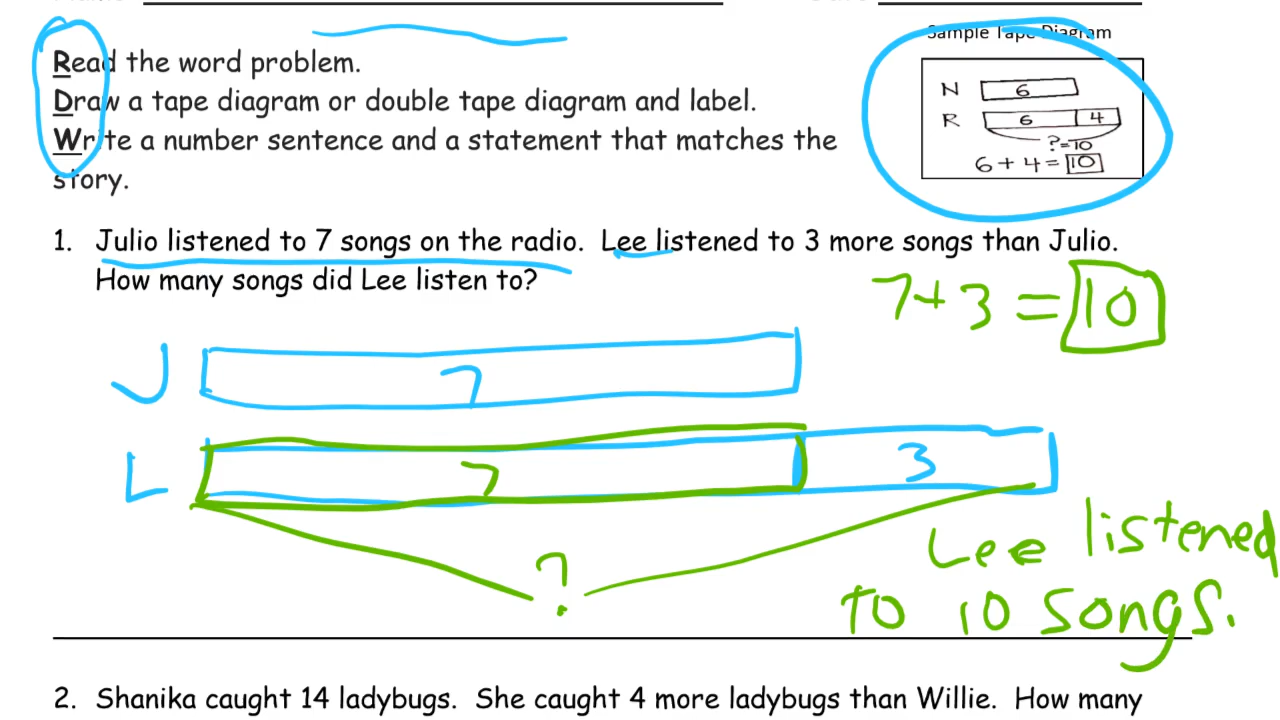 Sample Tape Diagram
Read the word problem.
Draw a tape diagram or double tape diagram and label.
Write a number sentence and a statement that matches the
story.
N 6
R 6 4
?=10
6 + 4 = 10
1. Julio listened to 7 songs on the radio. Lee listened to 3 more songs than Julio.
How many songs did Lee listen to?
7+3 = 10
J 7
L 7 3
?
Lee listened
to 10 songs.
2. Shanika caught 14 ladybugs. She caught 4 more ladybugs than Willie. How many